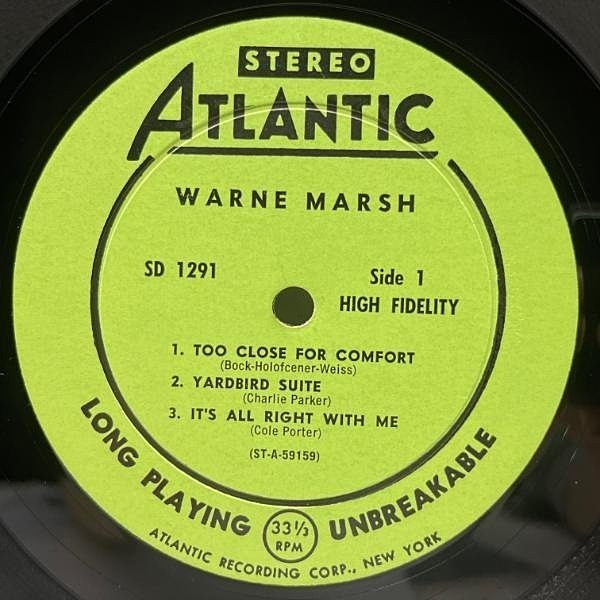 STEREO
ATLANTIC
WARNE MARSH
SD 1291
Side 1
HIGH FIDELITY
1. TOO CLOSE FOR COMFORT
(Bock-Holofcener-Weiss)
2. YARDBIRD SUITE
(Charlie Parker)
3. IT'S ALL RIGHT WITH ME
(Cole Porter)
(ST-A-59159)
LONG PLAYING 33 1/3 RPM UNBREAKABLE
ATLANTIC RECORDING CORP., NEW YORK